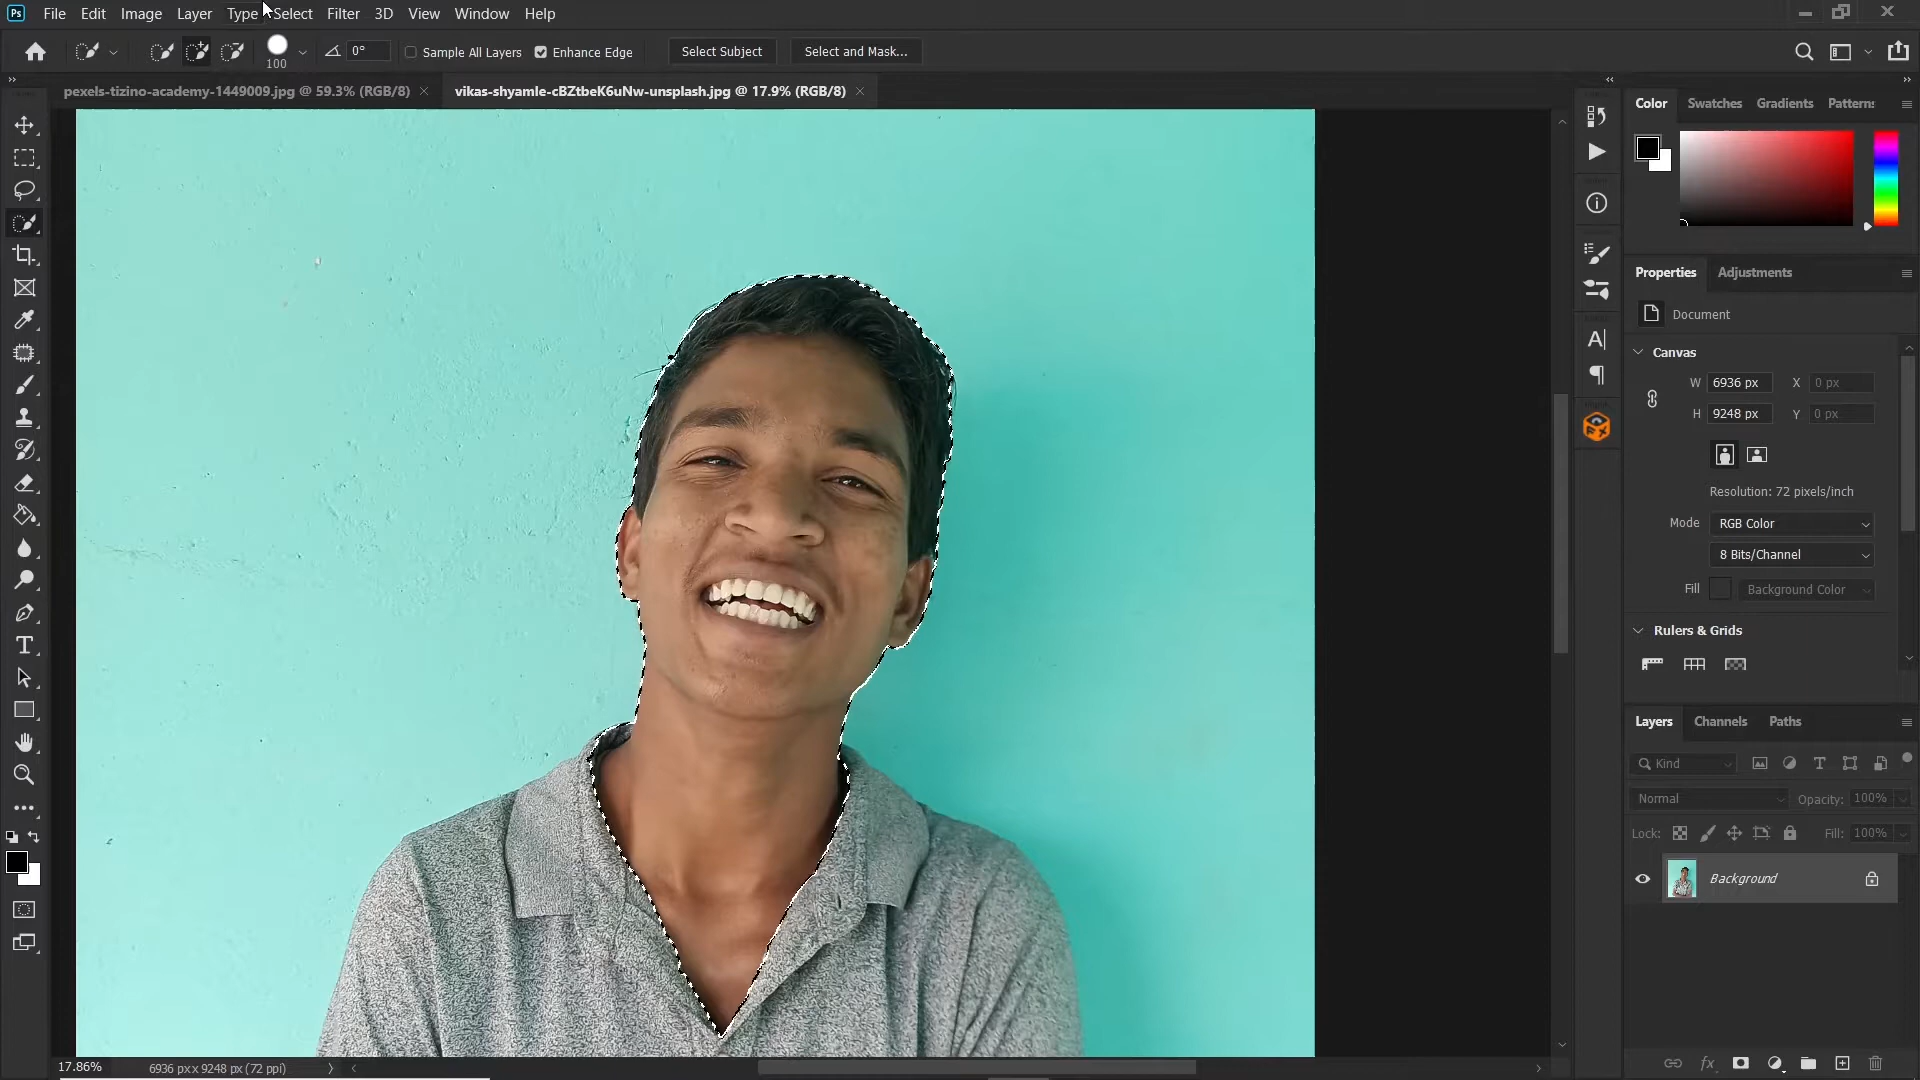 Ps File Edit Image Layer Type Select Filter 3D View Window Help
100 0° Sample All Layers Enhance Edge Select Subject Select and Mask...
pexels-tizino-academy-1449009.jpg @ 59.3% (RGB/8) vikas-shyamle-cBZtbeK6uNw-unsplash.jpg @ 17.9% (RGB/8)
Color Swatches Gradients Patterns
Properties Adjustments
Document
Canvas
W 6936 px X 0 px
H 9248 px Y 0 px
Resolution: 72 pixels/inch
Mode RGB Color
8 Bits/Channel
Fill Background Color
Rulers & Grids
Layers Channels Paths
Kind
Normal Opacity: 100%
Lock: Fill: 100%
Background
fx
17.86% 6936 px x 9248 px (72 ppi)